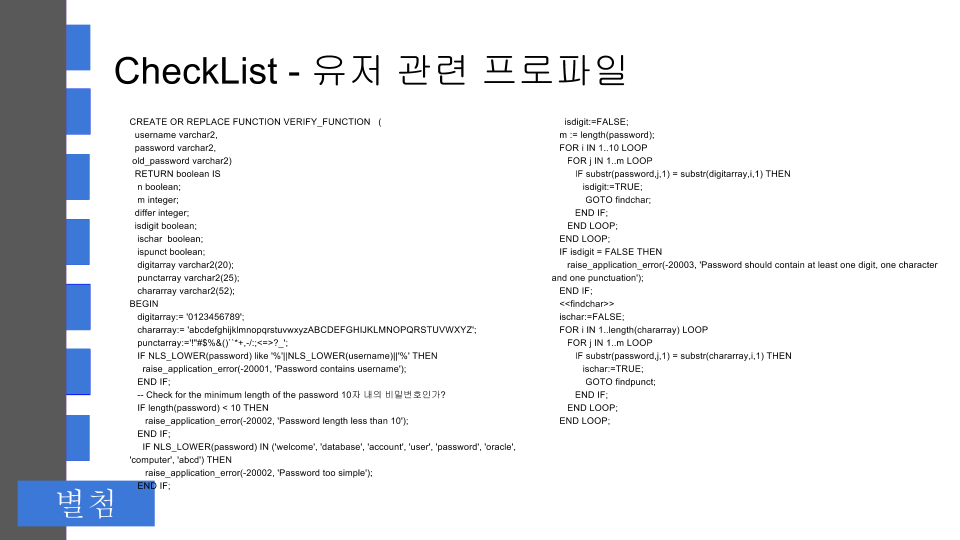 CheckList - 유저 관련 프로파일
CREATE OR REPLACE FUNCTION VERIFY_FUNCTION   (
username varchar2,
password varchar2,
old_password varchar2)
RETURN boolean IS
n boolean;
m integer;
differ integer;
isdigit boolean;
ischar  boolean;
ispunct boolean;
digitarray varchar2(20);
punctarray varchar2(25);
chararray varchar2(52);
BEGIN
digitarray:= '0123456789';
chararray:= 'abcdefghijklmnopqrstuvwxyzABCDEFGHIJKLMNOPQRSTUVWXYZ';
punctarray:='!"#$%&()``*+,-/:;<=>?_';
IF NLS_LOWER(password) like '%'||NLS_LOWER(username)||'%' THEN
raise_application_error(-20001, 'Password contains username');
END IF;
-- Check for the minimum length of the password 10자 내의 비밀번호인가?
IF length(password) < 10 THEN
raise_application_error(-20002, 'Password length less than 10');
END IF;
IF NLS_LOWER(password) IN ('welcome', 'database', 'account', 'user', 'password', 'oracle',
'computer', 'abcd') THEN
raise_application_error(-20002, 'Password too simple');
END IF;
isdigit:=FALSE;
m := length(password);
FOR i IN 1..10 LOOP
FOR j IN 1..m LOOP
IF substr(password,j,1) = substr(digitarray,i,1) THEN
isdigit:=TRUE;
GOTO findchar;
END IF;
END LOOP;
END LOOP;
IF isdigit = FALSE THEN
raise_application_error(-20003, 'Password should contain at least one digit, one character
and one punctuation');
END IF;
<<findchar>>
ischar:=FALSE;
FOR i IN 1..length(chararray) LOOP
FOR j IN 1..m LOOP
IF substr(password,j,1) = substr(chararray,i,1) THEN
ischar:=TRUE;
GOTO findpunct;
END IF;
END LOOP;
END LOOP;
별첨